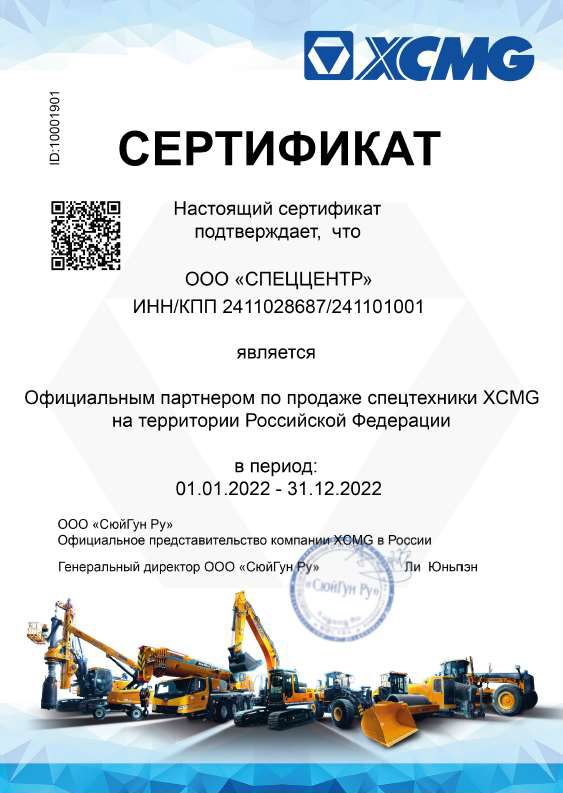 XCMG
ID:10001901
СЕРТИФИКАТ
Настоящий сертификат
подтверждает, что
ООО «СПЕЦЦЕНТР»
ИНН/КПП 2411028687/241101001
является
Официальным партнером по продаже спецтехники XCMG
на территории Российской Федерации
в период:
01.01.2022 - 31.12.2022
ООО «СюйГун Ру»
Официальное представительство компании XCMG в России
Генеральный директор ООО «СюйГун Ру» Ли Юньпэн
«СюйГун Ру»